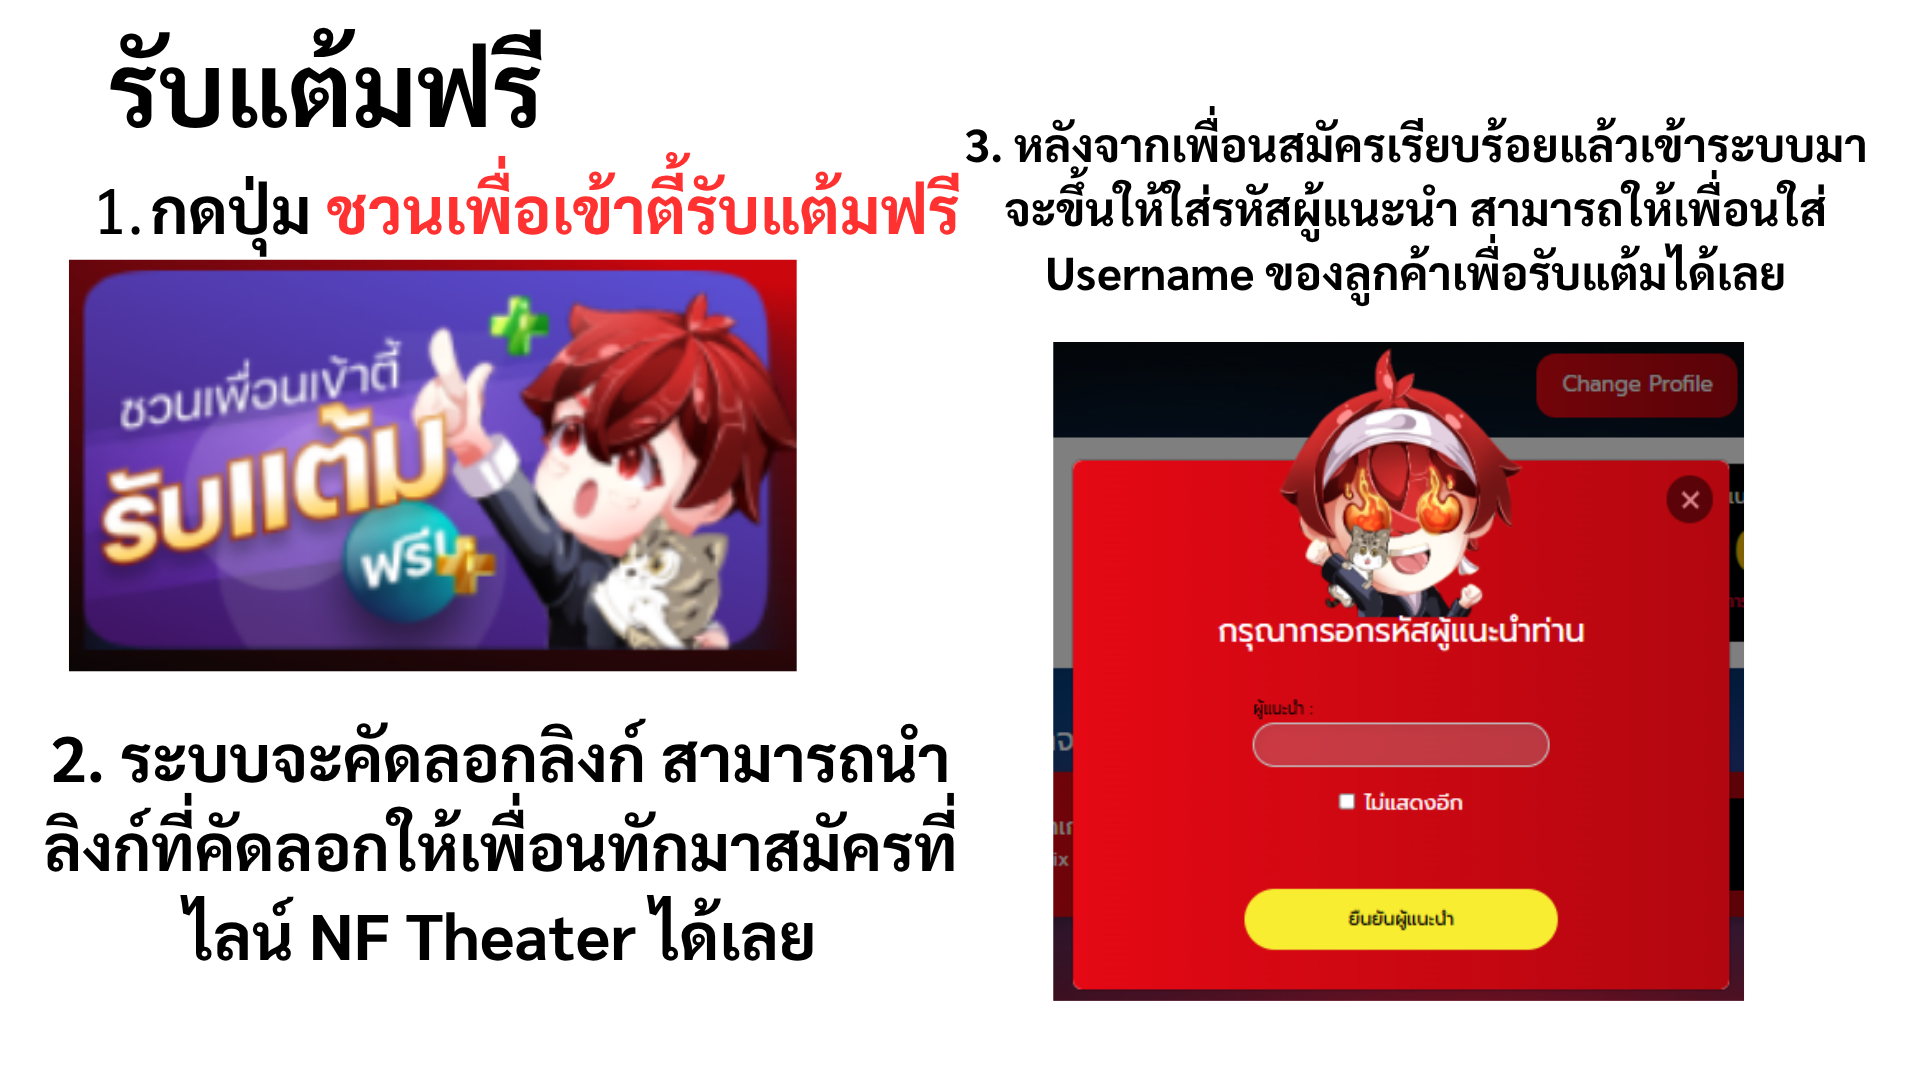 รับแต้มฟรี
1. กดปุ่ม ชวนเพื่อเข้าตี้รับแต้มฟรี
ชวนเพื่อนเข้าตี้
รับแต้ม
ฟรี!
2. ระบบจะคัดลอกลิงก์ สามารถนำ
ลิงก์ที่คัดลอกให้เพื่อนทักมาสมัครที่
ไลน์ NF Theater ได้เลย
3. หลังจากเพื่อนสมัครเรียบร้อยแล้วเข้าระบบมา
จะขึ้นให้ใส่รหัสผู้แนะนำ สามารถให้เพื่อนใส่
Username ของลูกค้าเพื่อรับแต้มได้เลย
Change Profile
กรุณากรอกรหัสผู้แนะนำท่าน
ผู้แนะนำ :
ไม่แสดงอีก
ix
ยืนยันผู้แนะนำ